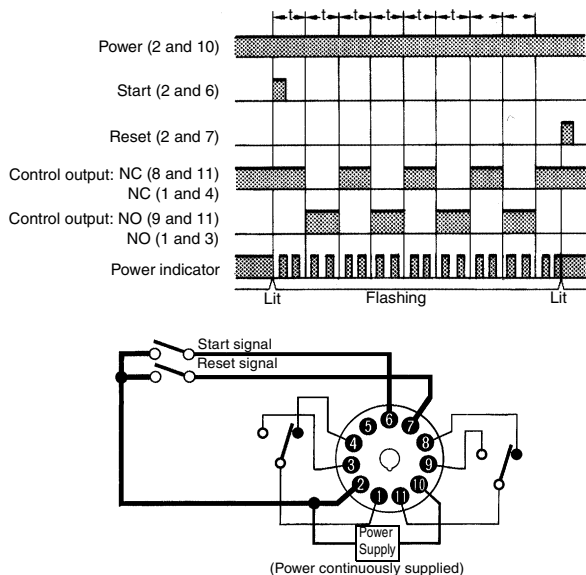 t t t t t t t t
Power (2 and 10)
Start (2 and 6)
Reset (2 and 7)
Control output: NC (8 and 11)
NC (1 and 4)
Control output: NO (9 and 11)
NO (1 and 3)
Power indicator
Lit Flashing Lit
Start signal
Reset signal
6
5 7
4 8
3 9
2 10
1 11
Power
Supply
(Power continuously supplied)